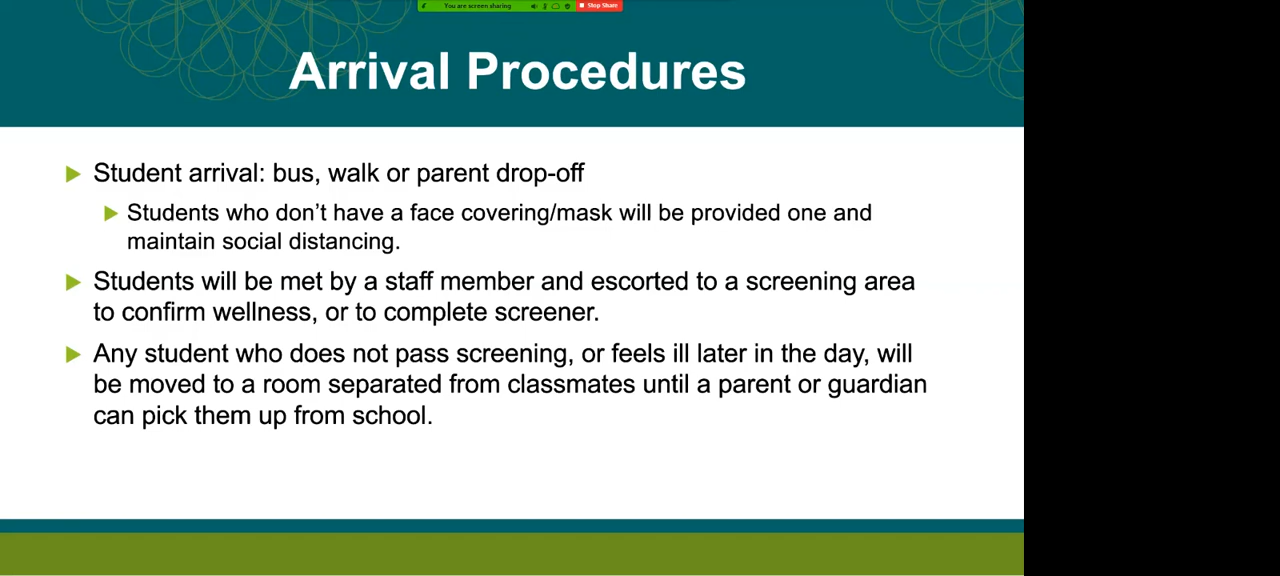 You are screen sharing
Stop Share
Arrival Procedures
Student arrival: bus, walk or parent drop-off
Students who don't have a face covering/mask will be provided one and
maintain social distancing.
Students will be met by a staff member and escorted to a screening area
to confirm wellness, or to complete screener.
Any student who does not pass screening, or feels ill later in the day, will
be moved to a room separated from classmates until a parent or guardian
can pick them up from school.